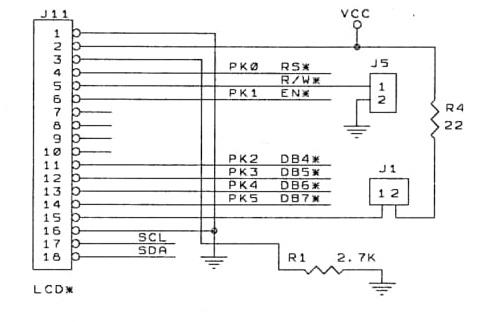 J11
VCC
1
2
3
4 PK0 RS*
5 R/W*
6 PK1 EN*
7
8
9
10
11 PK2 DB4*
12 PK3 DB5*
13 PK4 DB6*
14 PK5 DB7*
15
16
17 SCL
18 SDA
LCD*
J5
1
2
R4
22
J1
1 2
R1 2.7K